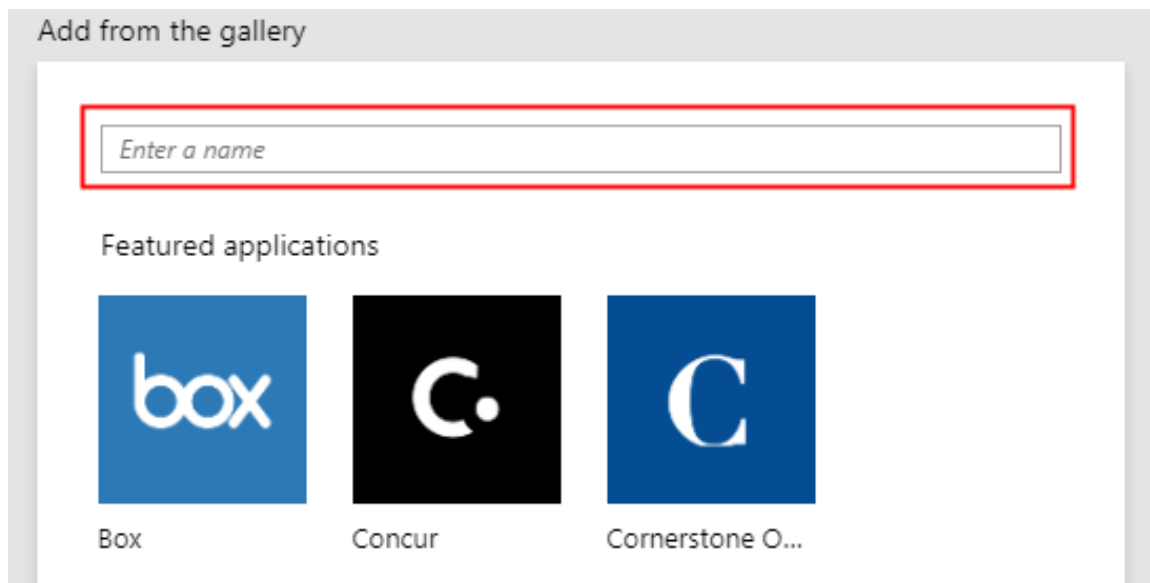 Add from the gallery
Enter a name
Featured applications
box
C.
C
Box
Concur
Cornerstone O...